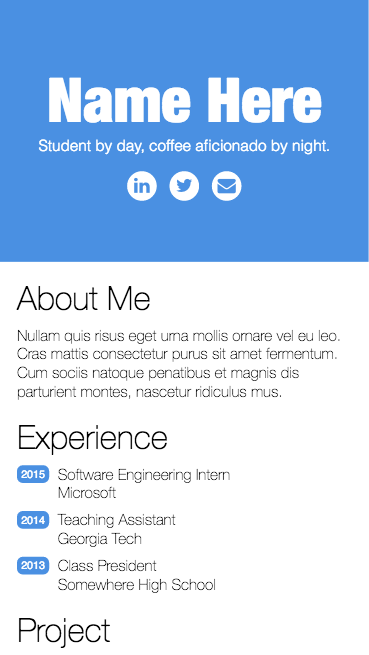 Name Here
Student by day, coffee aficionado by night.
in
About Me
Nullam quis risus eget urna mollis ornare vel eu leo.
Cras mattis consectetur purus sit amet fermentum.
Cum sociis natoque penatibus et magnis dis
parturient montes, nascetur ridiculus mus.
Experience
2015 Software Engineering Intern
Microsoft
2014 Teaching Assistant
Georgia Tech
2013 Class President
Somewhere High School
Project